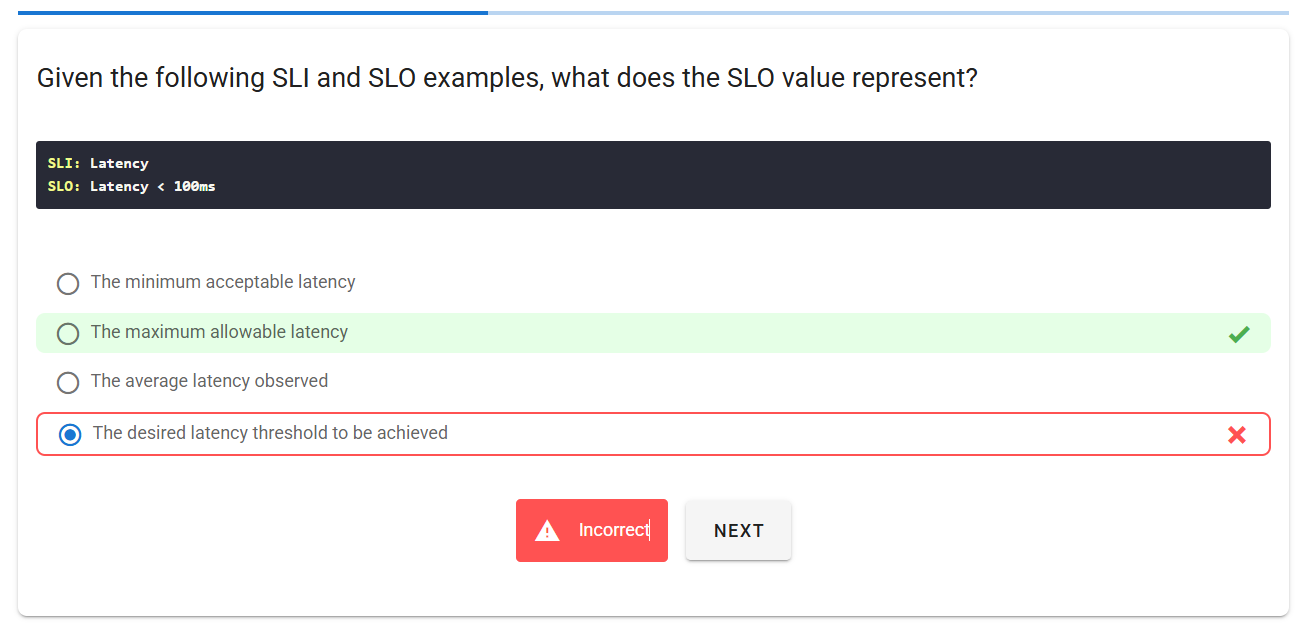 Given the following SLI and SLO examples, what does the SLO value represent?
SLI: Latency
SLO: Latency < 100ms
The minimum acceptable latency
The maximum allowable latency
The average latency observed
The desired latency threshold to be achieved
Incorrect
NEXT